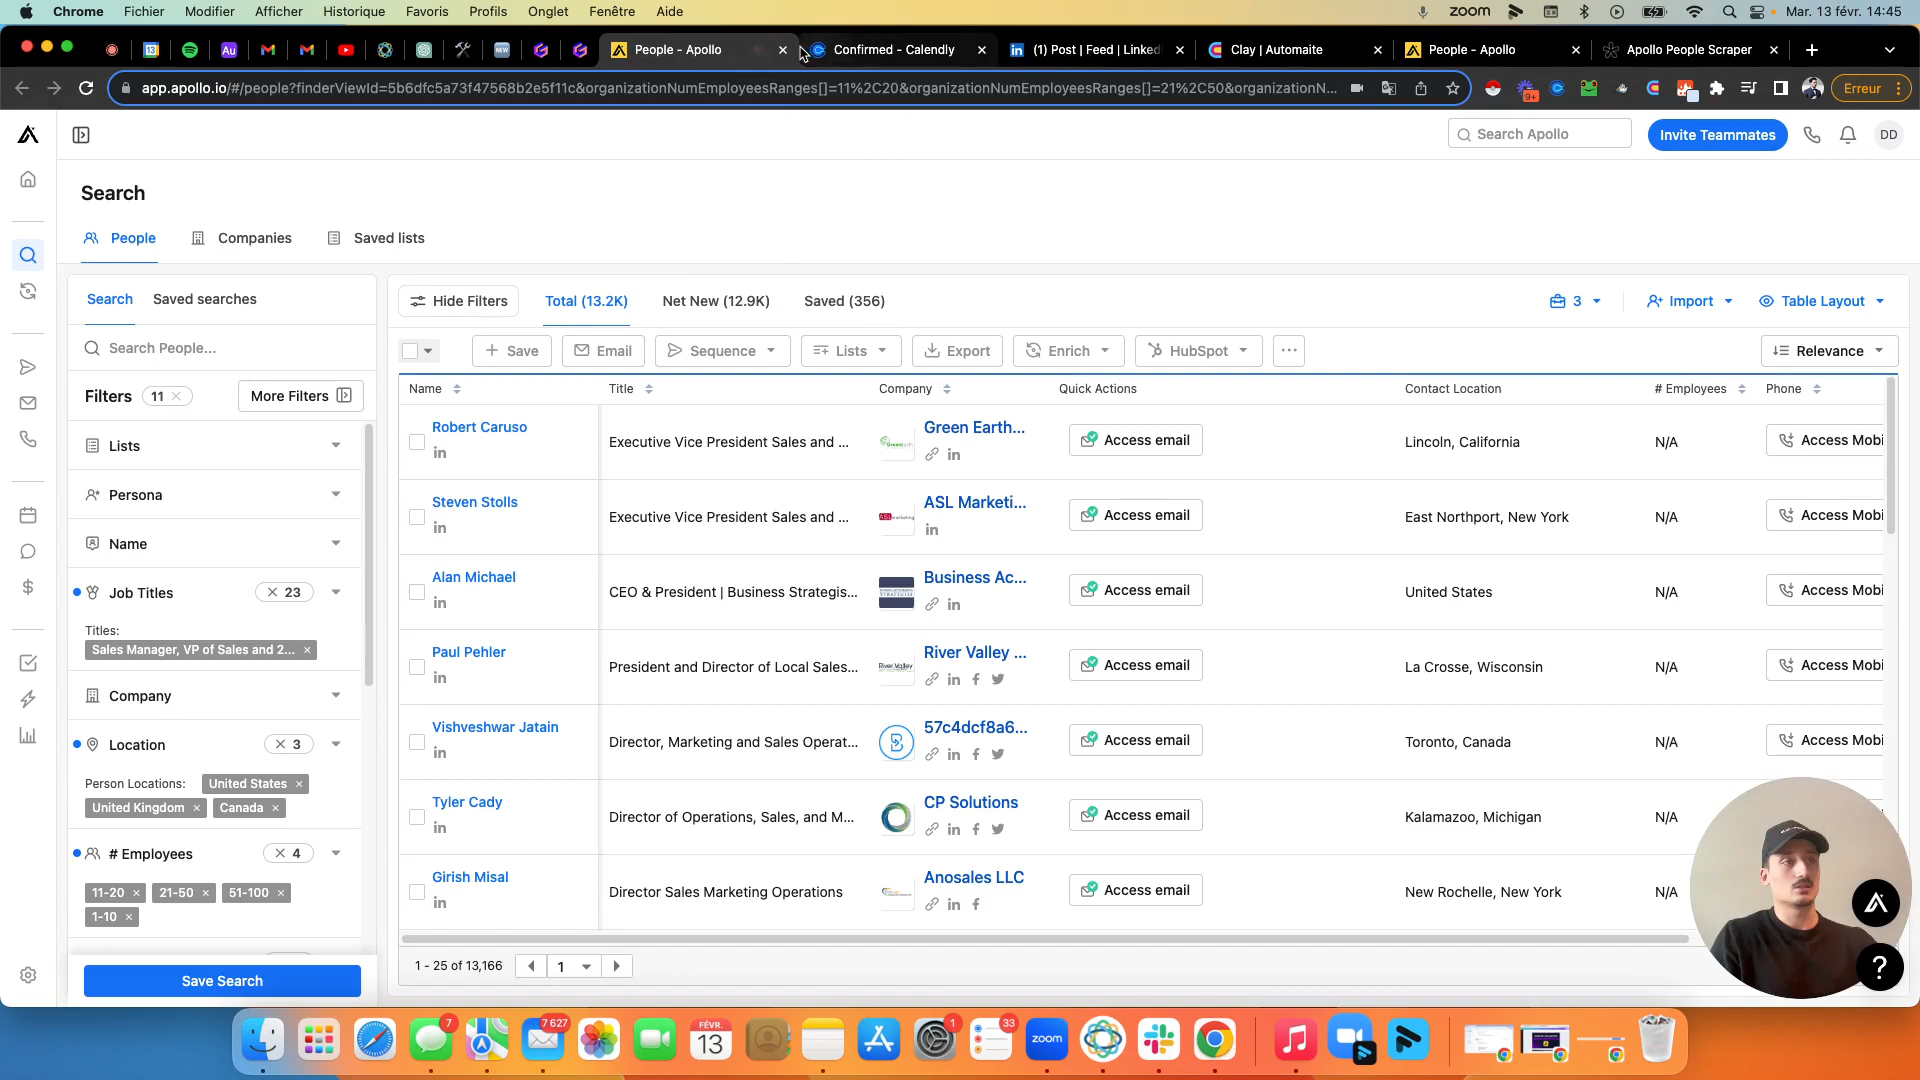 Chrome Fichier Modifier Afficher Historique Favoris Profils Onglet Fenêtre Aide
zoom Mar. 13 févr. 14:45
People - Apollo
Confirmed - Calendly
(1) Post | Feed | Linked
Clay | Automaite
People - Apollo
Apollo People Scraper
app.apollo.io/#/people?finderViewId=5b6dfc5a73f47568b2e5f11c&organizationNumEmployeesRanges[]=11%2C20&organizationNumEmployeesRanges[]=21%2C50&organizationN...
9+
Erreur
Search Apollo
Invite Teammates
DD
Search
People
Companies
Saved lists
Search
Saved searches
Search People...
Filters 11
More Filters
Lists
Persona
Name
Job Titles 23
Titles:
Sales Manager, VP of Sales and 2...
Company
Location 3
Person Locations: United States
United Kingdom Canada
# Employees 4
11-20 21-50 51-100
1-10
Save Search
Hide Filters
Total (13.2K)
Net New (12.9K)
Saved (356)
3
Import
Table Layout
Save
Email
Sequence
Lists
Export
Enrich
HubSpot
Relevance
Name Title Company Quick Actions Contact Location # Employees Phone
Robert Caruso
Executive Vice President Sales and ...
Green Earth...
Access email
Lincoln, California
N/A
Access Mobi
Steven Stolls
Executive Vice President Sales and ...
ASL Marketi...
Access email
East Northport, New York
N/A
Access Mobi
Alan Michael
CEO & President | Business Strategis...
Business Ac...
Access email
United States
N/A
Access Mobi
Paul Pehler
President and Director of Local Sales...
River Valley ...
Access email
La Crosse, Wisconsin
N/A
Access Mobi
Vishveshwar Jatain
Director, Marketing and Sales Operat...
57c4dcf8a6...
Access email
Toronto, Canada
N/A
Access Mobi
Tyler Cady
Director of Operations, Sales, and M...
CP Solutions
Access email
Kalamazoo, Michigan
N/A
Girish Misal
Director Sales Marketing Operations
Anosales LLC
Access email
New Rochelle, New York
N/A
1 - 25 of 13,166
1
?
7
7 627
FÉVR.
13
1
33
zoom